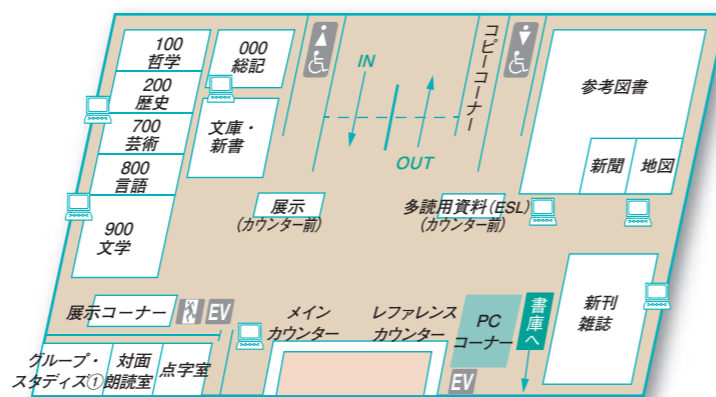 100
哲学
200
歴史
700
芸術
800
言語
900
文学
000
総記
文庫・
新書
IN
OUT
コピーコーナー
参考図書
新聞
地図
展示
(カウンター前)
多読用資料(ESL)
(カウンター前)
展示コーナー
EV
メイン
カウンター
レファレンス
カウンター
PC
コーナー
書庫へ
新刊
雑誌
グループ・
スタディズ①
対面
朗読室
点字室
EV